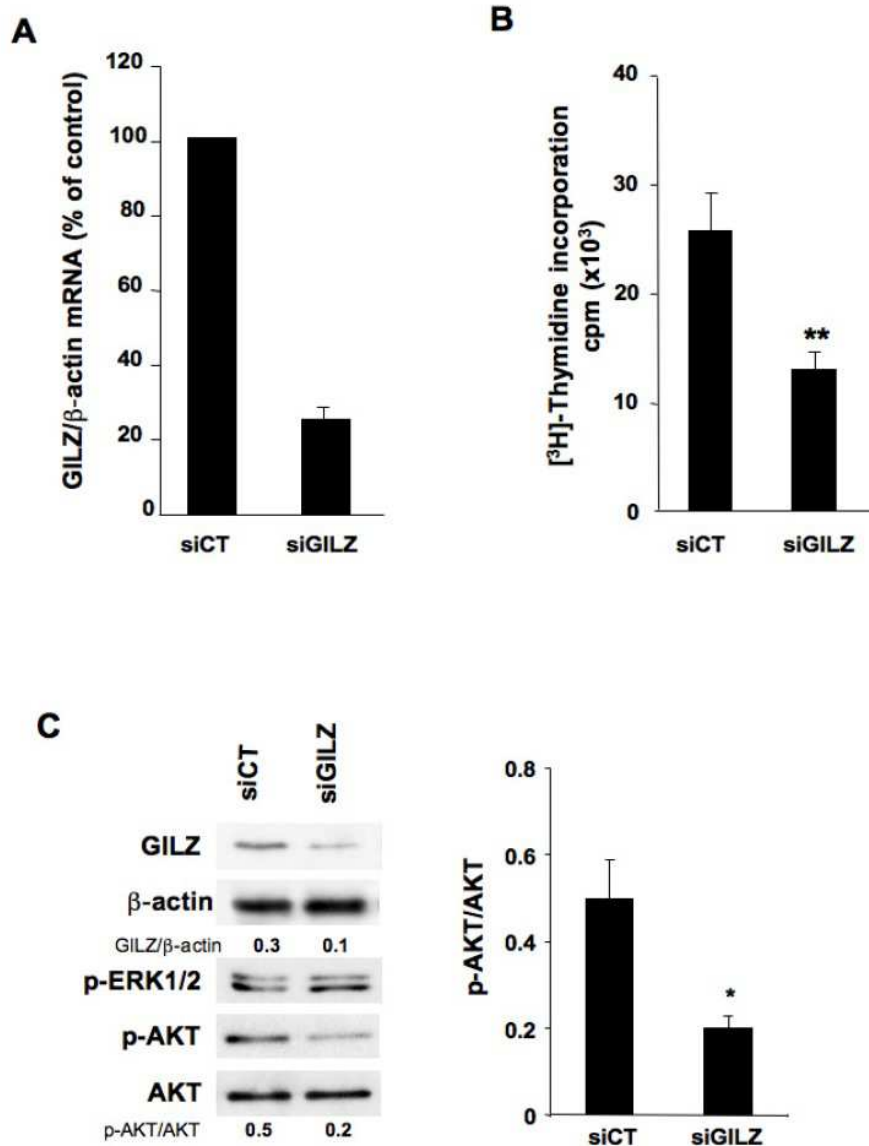 A
GILZ/β-actin mRNA (% of control)
120
100
80
60
40
20
0
siCT siGILZ
B
[³H]-Thymidine incorporation
cpm (x10³)
40
30
20
10
0
**
siCT siGILZ
C
siCT siGILZ
GILZ
β-actin
GILZ/β-actin 0.3 0.1
p-ERK1/2
p-AKT
AKT
p-AKT/AKT 0.5 0.2
p-AKT/AKT
0.8
0.6
0.4
0.2
0
*
siCT siGILZ